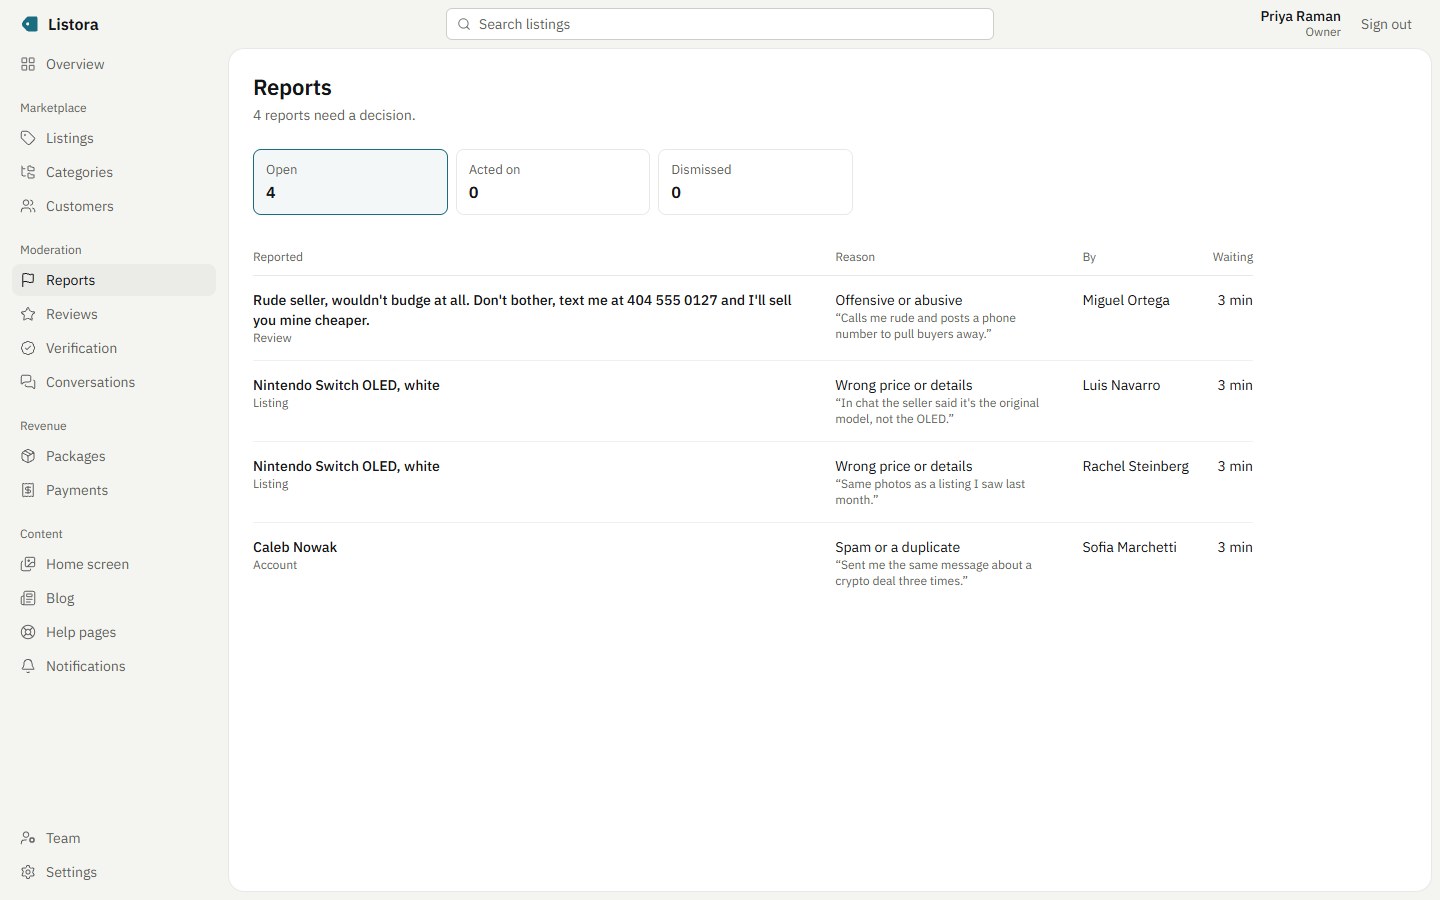 Listora
Search listings
Priya Raman
Owner
Sign out
Overview
Marketplace
Listings
Categories
Customers
Moderation
Reports
Reviews
Verification
Conversations
Revenue
Packages
Payments
Content
Home screen
Blog
Help pages
Notifications
Team
Settings
Reports
4 reports need a decision.
Open
4
Acted on
0
Dismissed
0
Reported Reason By Waiting
Rude seller, wouldn't budge at all. Don't bother, text me at 404 555 0127 and I'll sell
you mine cheaper.
Review
Offensive or abusive
“Calls me rude and posts a phone
number to pull buyers away.”
Miguel Ortega
3 min
Nintendo Switch OLED, white
Listing
Wrong price or details
“In chat the seller said it's the original
model, not the OLED.”
Luis Navarro
3 min
Nintendo Switch OLED, white
Listing
Wrong price or details
“Same photos as a listing I saw last
month.”
Rachel Steinberg
3 min
Caleb Nowak
Account
Spam or a duplicate
“Sent me the same message about a
crypto deal three times.”
Sofia Marchetti
3 min